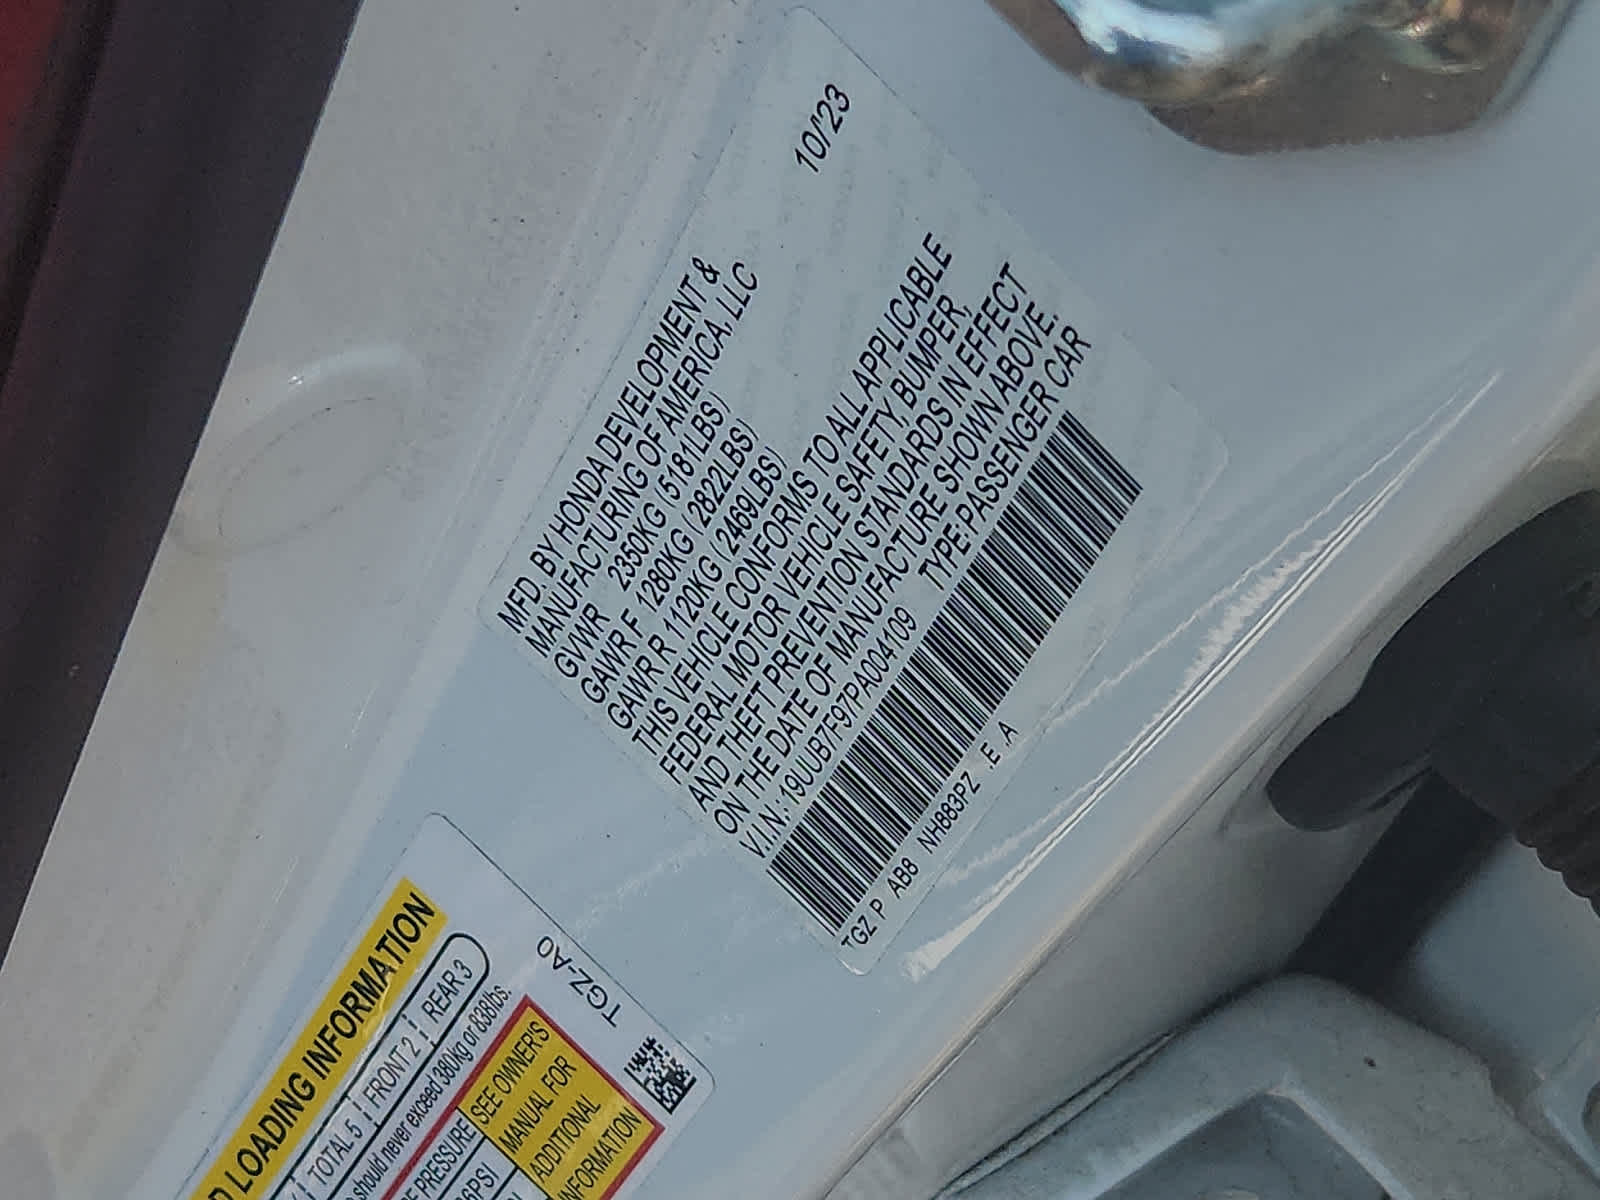 10/'23
MFD. BY HONDA DEVELOPMENT &
MANUFACTURING OF AMERICA, LLC
GVWR 2350KG (5181LBS)
GAWR F 1280KG (2822LBS)
GAWR R 1120KG (2469LBS)
THIS VEHICLE CONFORMS TO ALL APPLICABLE
FEDERAL MOTOR VEHICLE SAFETY, BUMPER,
AND THEFT PREVENTION STANDARDS IN EFFECT
ON THE DATE OF MANUFACTURE SHOWN ABOVE.
V.I.N.: 19UUB7F97PA004109 TYPE: PASSENGER CAR
TGZ P AB8 NH883PZ .E A
LOADING INFORMATION
TOTAL 5 FRONT 2 REAR 3
should never exceed 380kg or 838lbs.
PRESSURE
SEE OWNER'S
MANUAL FOR
ADDITIONAL
INFORMATION
TGZ-A0